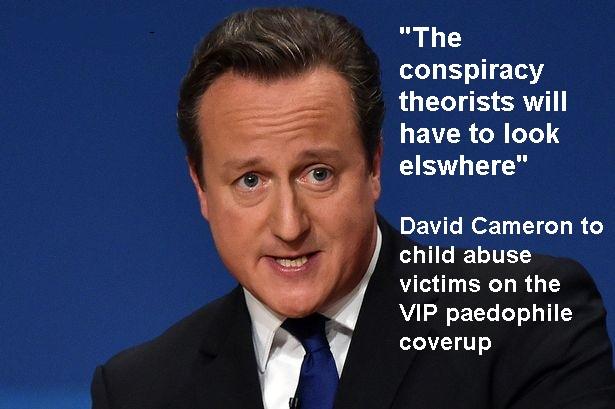 "The
conspiracy
theorists will
have to look
elswhere"
David Cameron to
child abuse
victims on the
VIP paedophile
coverup